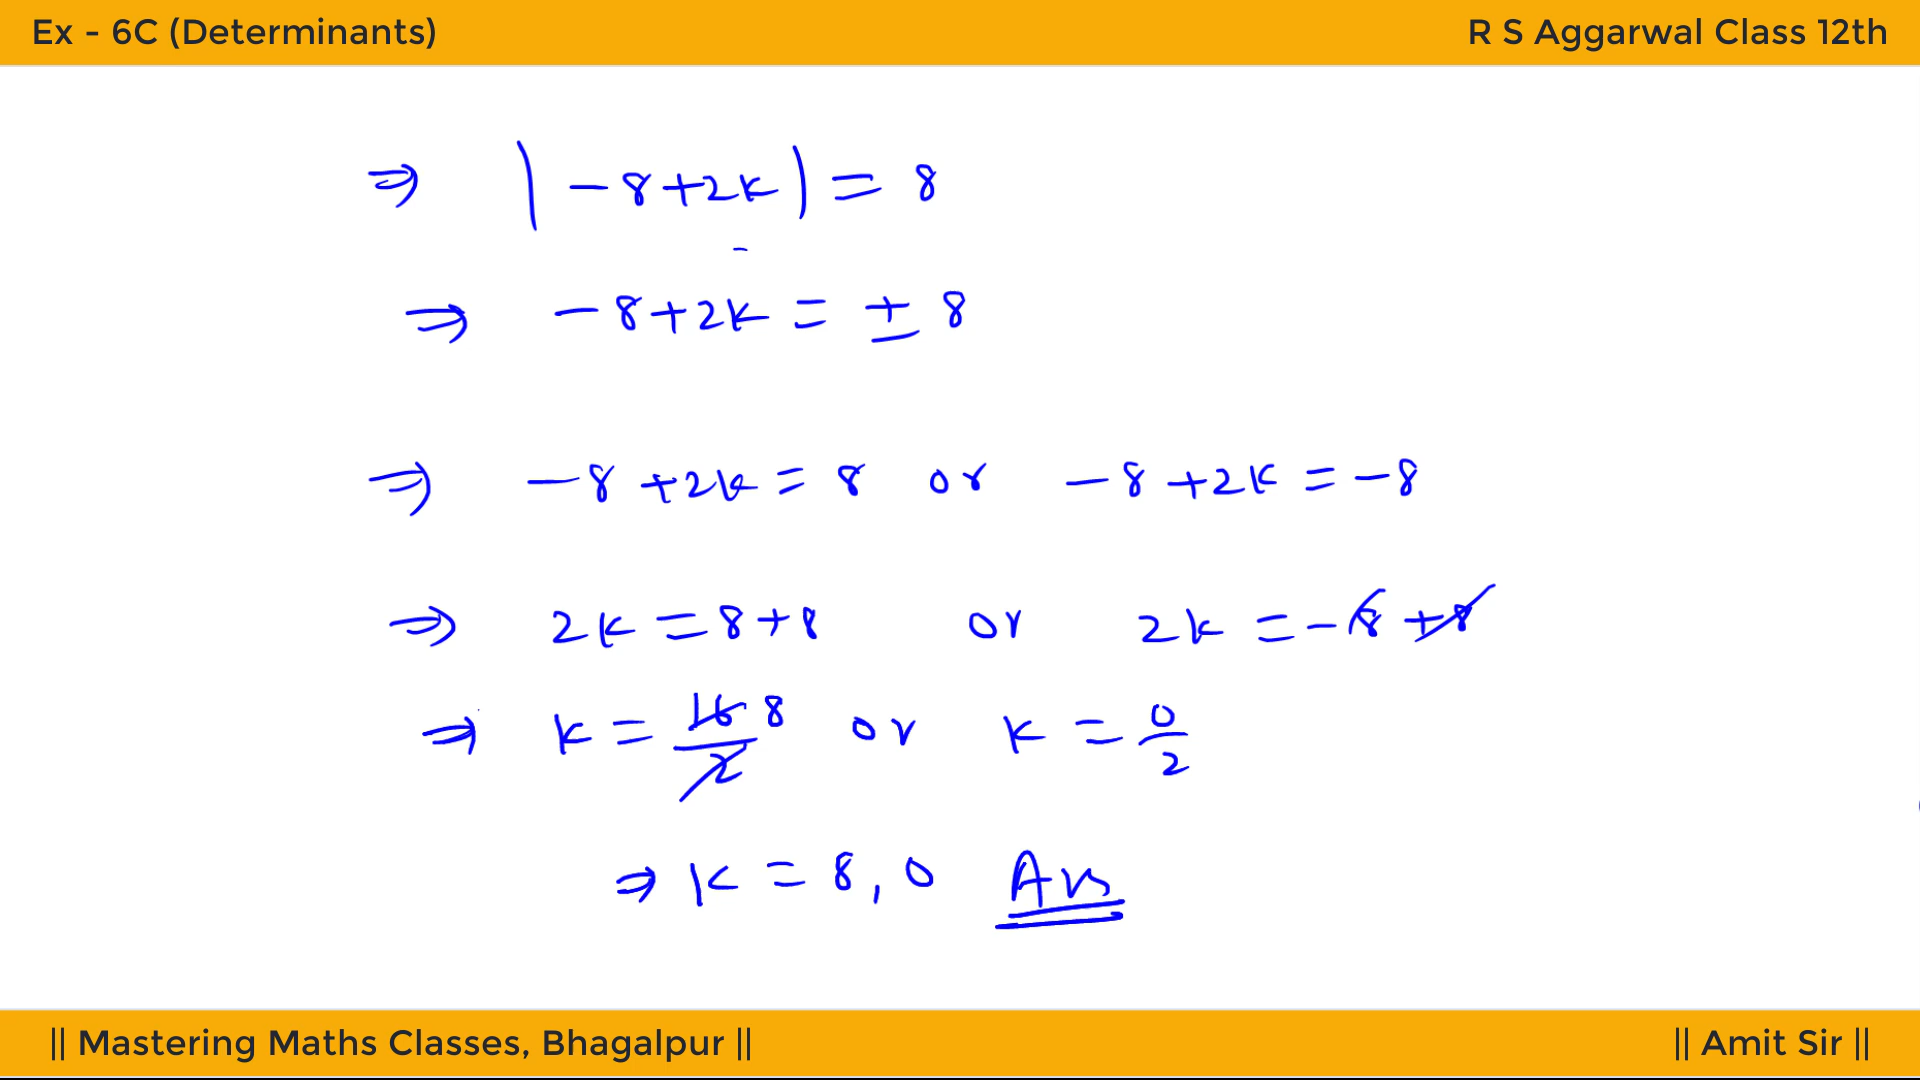 Ex - 6C (Determinants)
R S Aggarwal Class 12th
⇒ |-8+2k| = 8
⇒ -8+2k = ± 8
⇒ -8+2k = 8 or -8+2k = -8
⇒ 2k = 8+8 or 2k = -8+8
⇒ k = 16/2 8 or k = 0/2
⇒ k = 8, 0 Ans
|| Mastering Maths Classes, Bhagalpur ||
|| Amit Sir ||